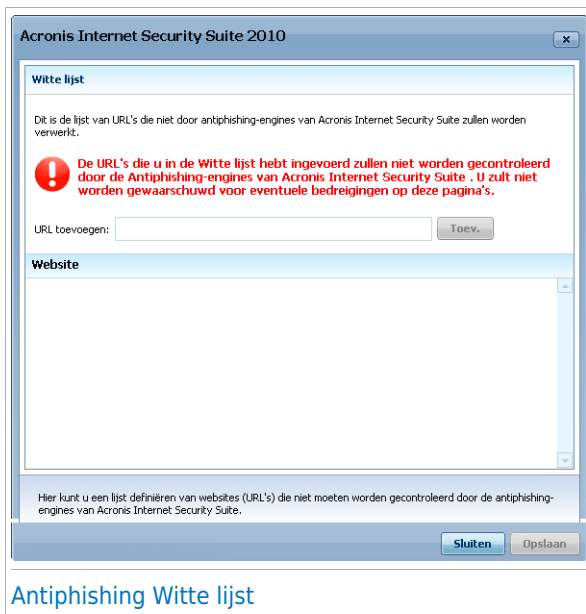 Acronis Internet Security Suite 2010
Witte lijst
Dit is de lijst van URL's die niet door antiphishing-engines van Acronis Internet Security Suite zullen worden
verwerkt.
De URL's die u in de Witte lijst hebt ingevoerd zullen niet worden gecontroleerd
door de Antiphishing-engines van Acronis Internet Security Suite . U zult niet
worden gewaarschuwd voor eventuele bedreigingen op deze pagina's.
URL toevoegen:
Toev.
Website
Hier kunt u een lijst definiëren van websites (URL's) die niet moeten worden gecontroleerd door de antiphishing-
engines van Acronis Internet Security Suite.
Sluiten
Opslaan
Antiphishing Witte lijst